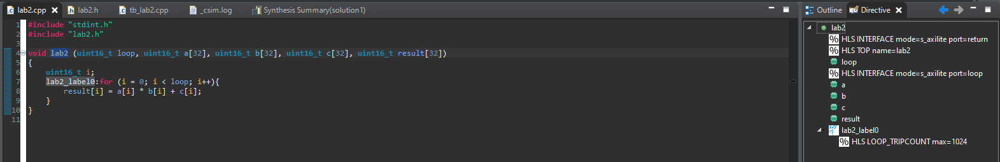 lab2.cpp lab2.h tb_lab2.cpp _csim.log Synthesis Summary(solution1)
1 #include "stdint.h"
2 #include "lab2.h"
3
4 void lab2 (uint16_t loop, uint16_t a[32], uint16_t b[32], uint16_t c[32], uint16_t result[32])
5 {
6 uint16_t i;
7 lab2_label0:for (i = 0; i < loop; i++){
8 result[i] = a[i] * b[i] + c[i];
9 }
10 }
11
Outline Directive
lab2
% HLS INTERFACE mode=s_axilite port=return
% HLS TOP name=lab2
loop
% HLS INTERFACE mode=s_axilite port=loop
a
b
c
result
lab2_label0
% HLS LOOP_TRIPCOUNT max=1024